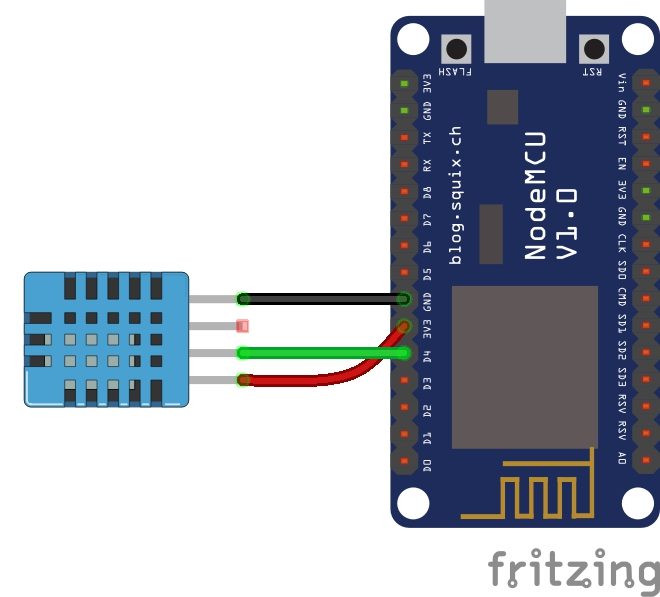 FLASH
RST
3V3
GND
TX
RX
D8
D7
D6
D5
GND
3V3
D4
D3
D2
D1
D0
blog.squix.ch
NodeMCU
V1.0
Vin
GND
RST
EN
3V3
GND
CLK
SD0
CMD
SD1
SD2
SD3
RSV
RSV
A0
fritzing